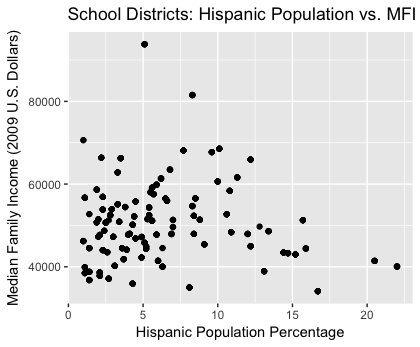 School Districts: Hispanic Population vs. MFI
Median Family Income (2009 U.S. Dollars)
80000
60000
40000
0
5
10
15
20
Hispanic Population Percentage